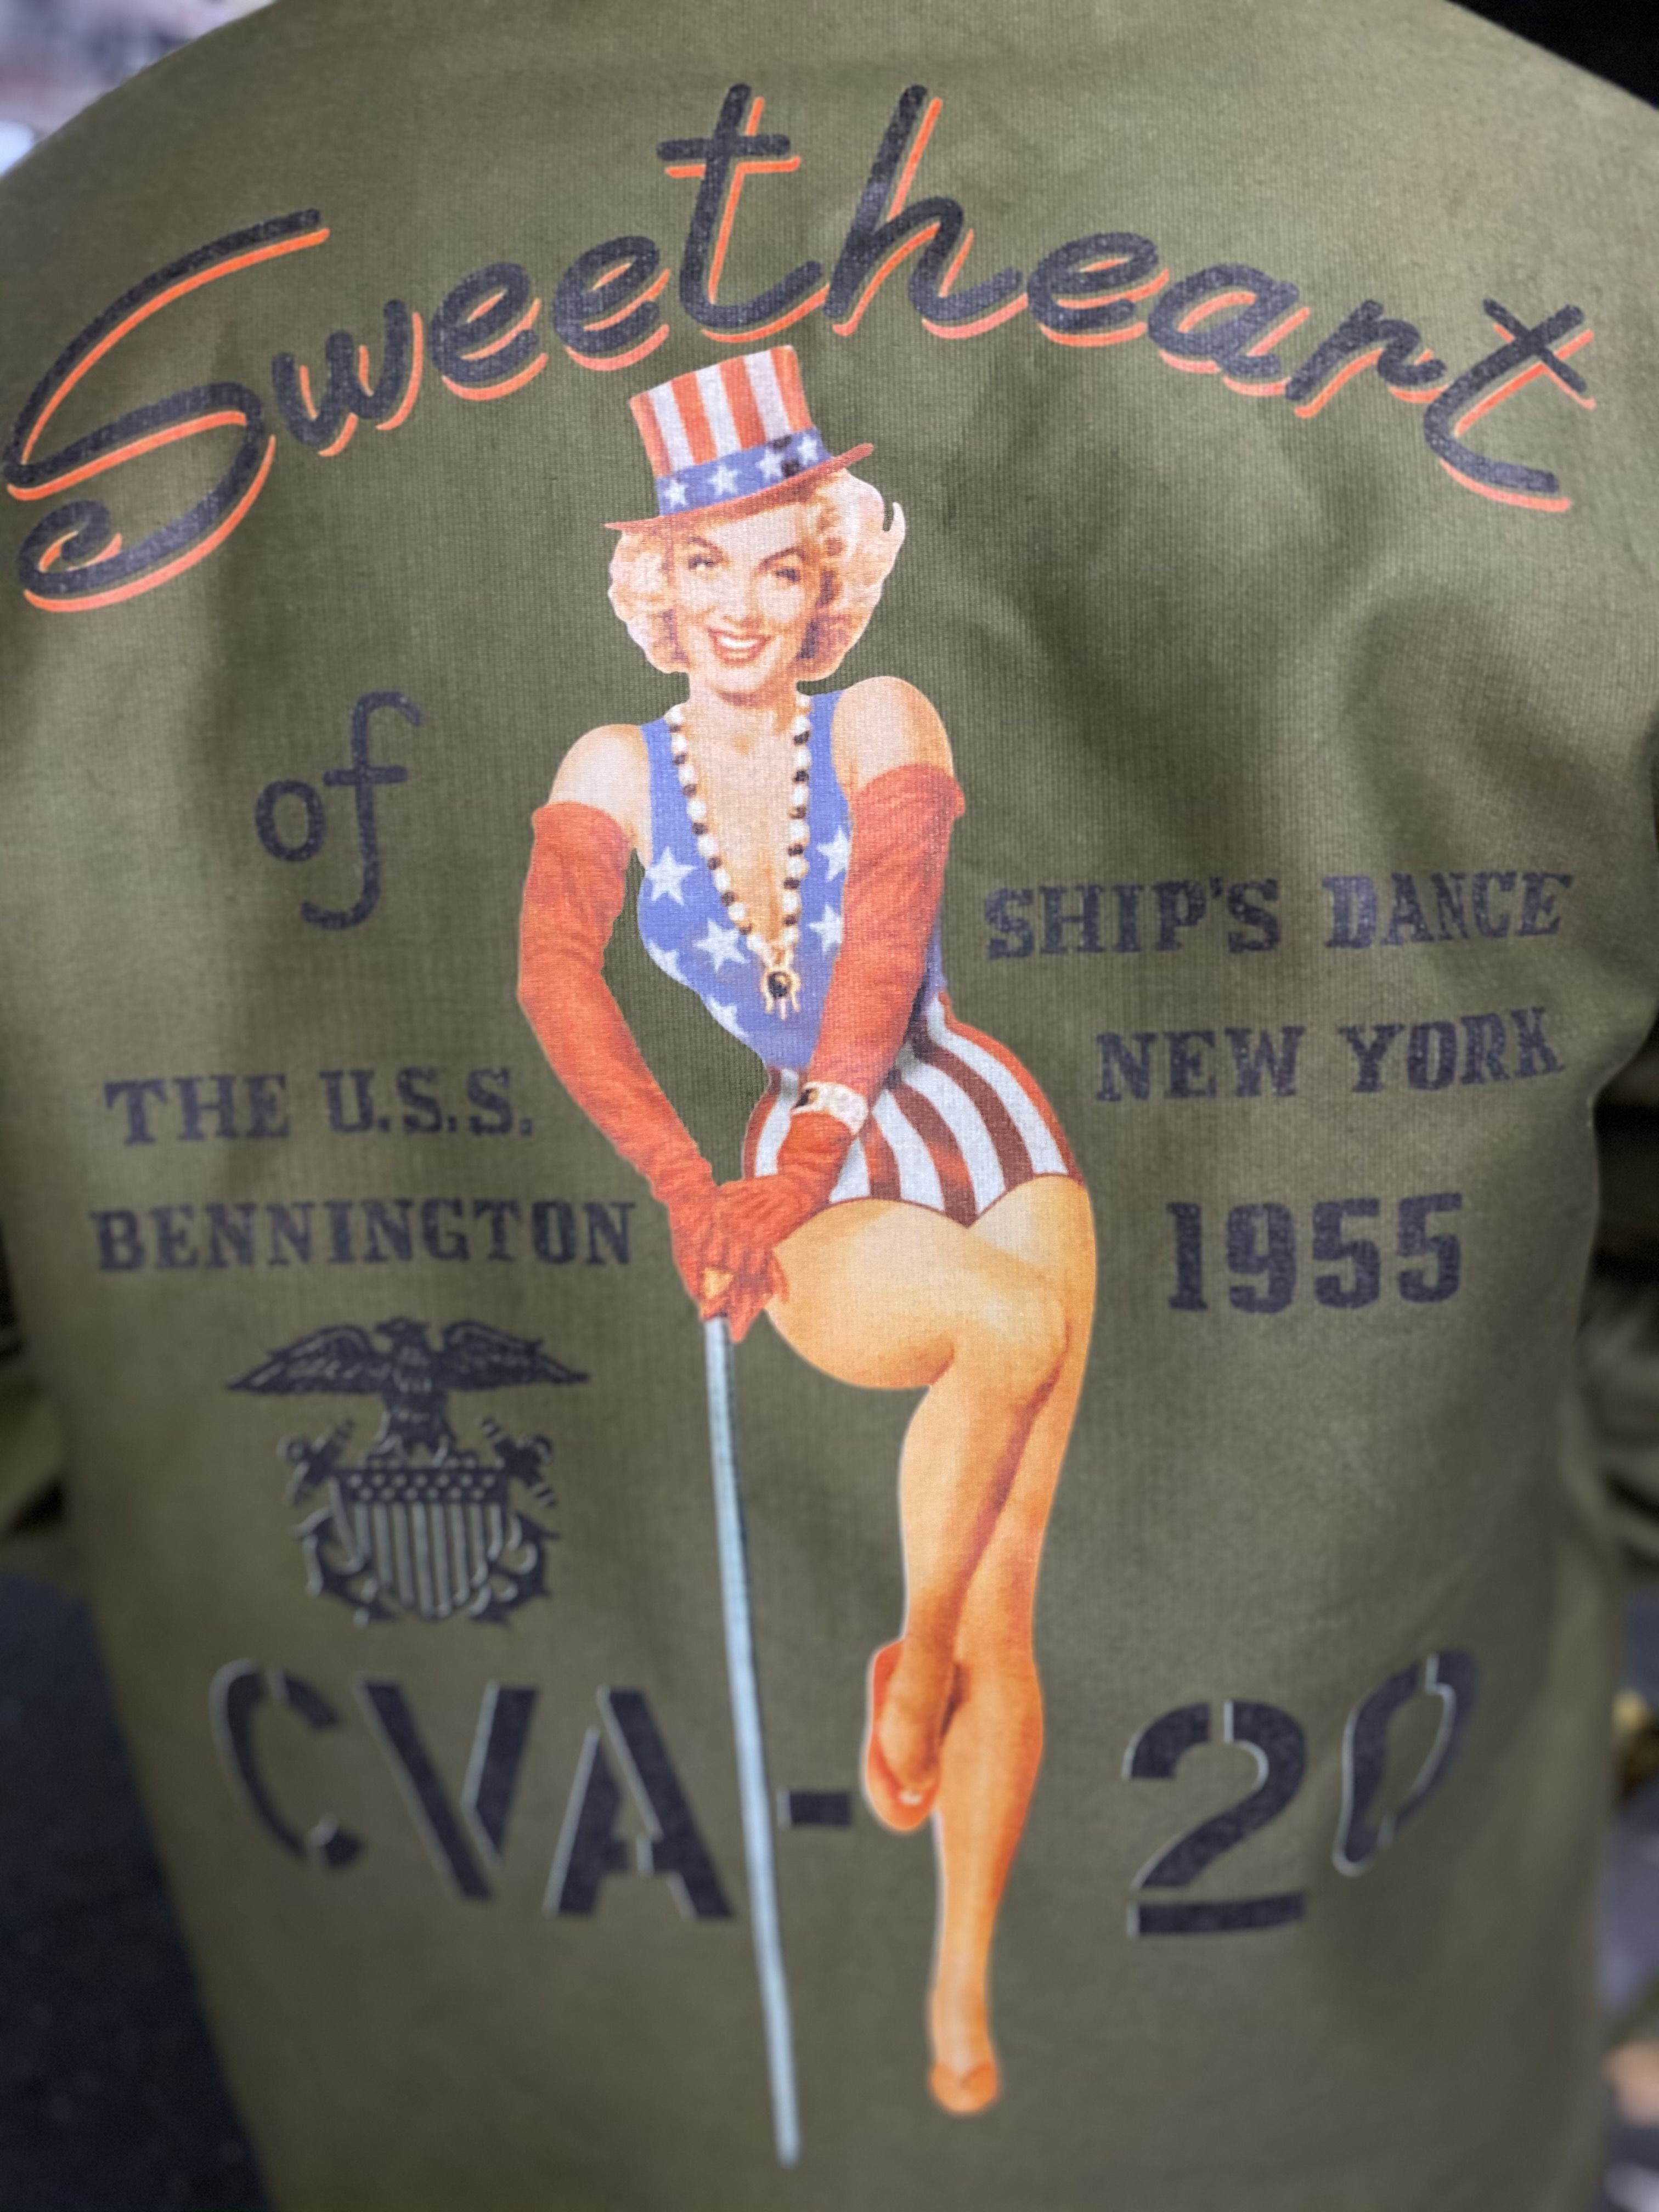 Sweetheart
of
THE U.S.S.
BENNINGTON
SHIP'S DANCE
NEW YORK
1955
CVA-20